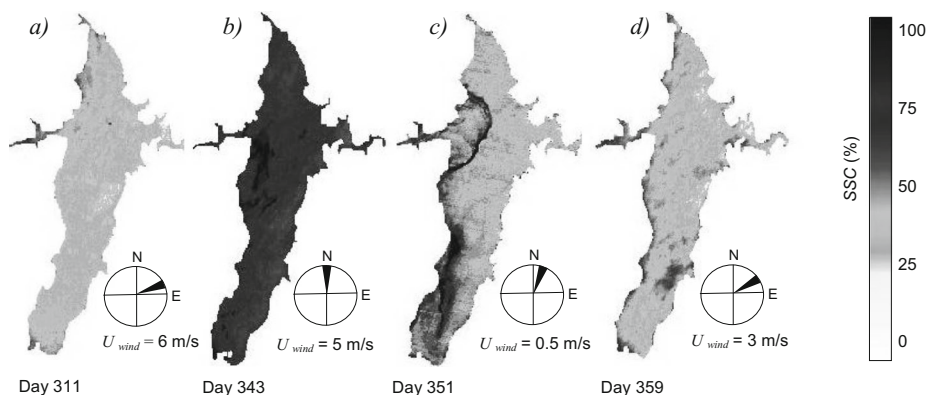 a) b) c) d)
100
75
50
25
0
SSC (%)
N
E
U wind = 6 m/s
N
E
U wind = 5 m/s
N
E
U wind = 0.5 m/s
N
E
U wind = 3 m/s
Day 311 Day 343 Day 351 Day 359